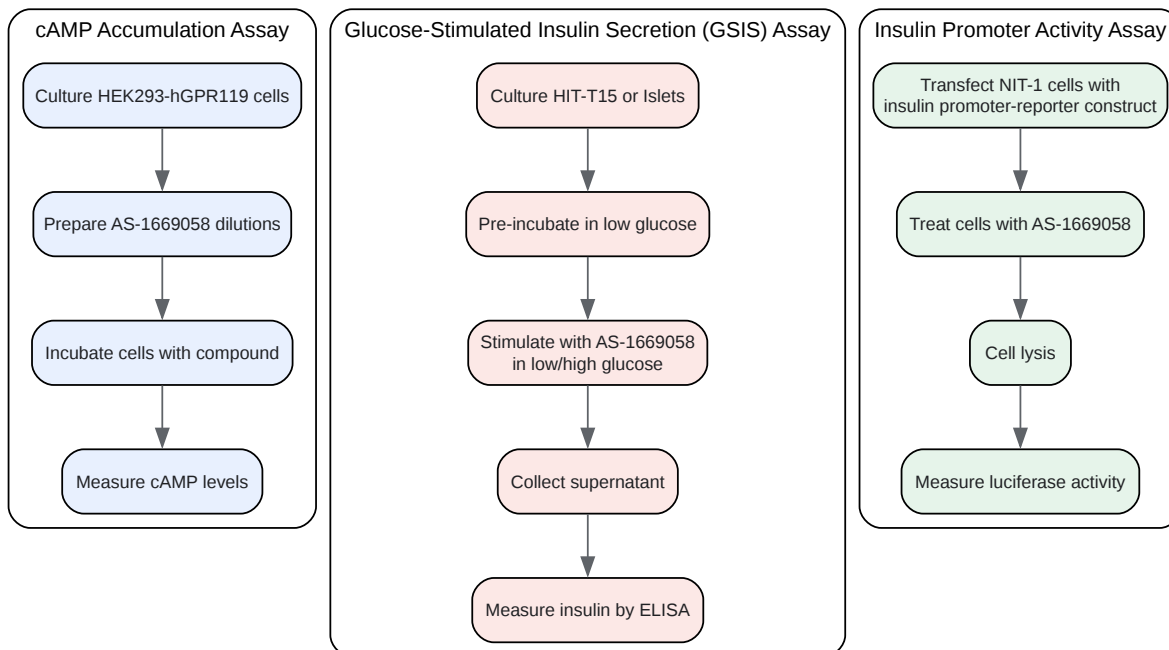 cAMP Accumulation Assay
Culture HEK293-hGPR119 cells
Prepare AS-1669058 dilutions
Incubate cells with compound
Measure cAMP levels
Glucose-Stimulated Insulin Secretion (GSIS) Assay
Culture HIT-T15 or Islets
Pre-incubate in low glucose
Stimulate with AS-1669058
in low/high glucose
Collect supernatant
Measure insulin by ELISA
Insulin Promoter Activity Assay
Transfect NIT-1 cells with
insulin promoter-reporter construct
Treat cells with AS-1669058
Cell lysis
Measure luciferase activity